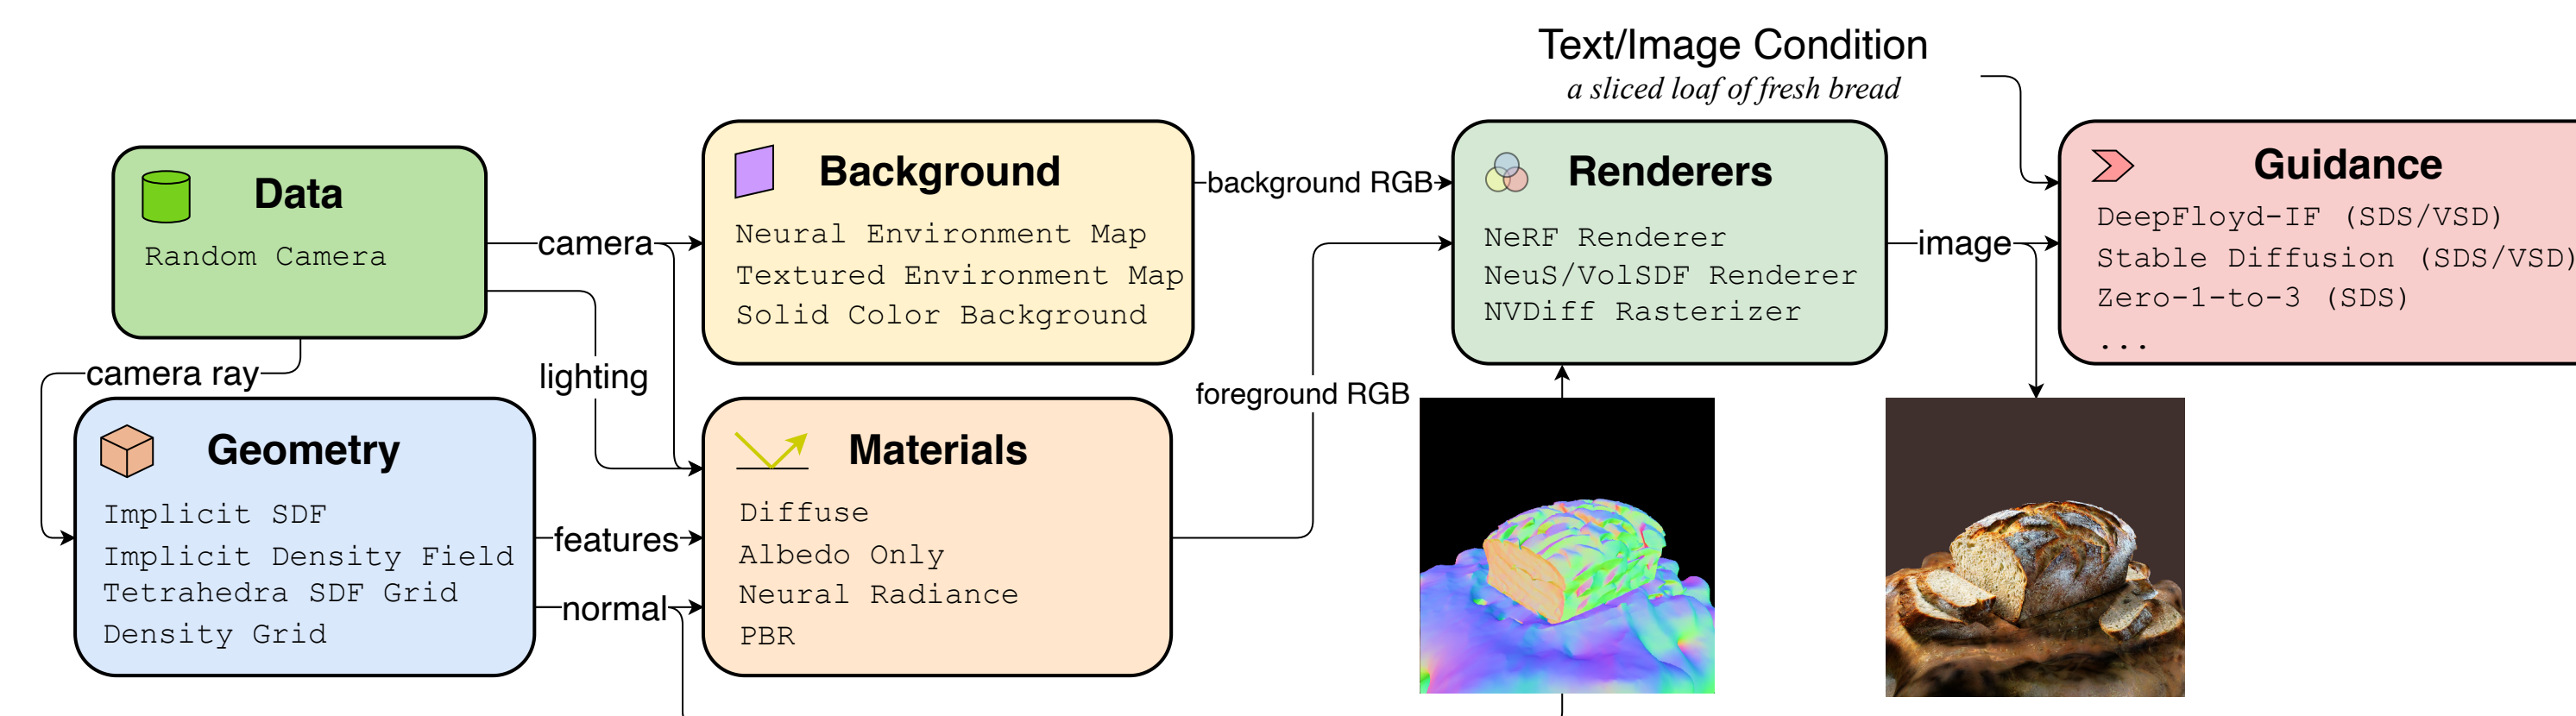 Text/Image Condition
a sliced loaf of fresh bread
Data
Random Camera
camera
lighting
camera ray
Background
Neural Environment Map
Textured Environment Map
Solid Color Background
background RGB
Renderers
NeRF Renderer
NeuS/VolSDF Renderer
NVDiff Rasterizer
image
Guidance
DeepFloyd-IF (SDS/VSD)
Stable Diffusion (SDS/VSD)
Zero-1-to-3 (SDS)
...
Geometry
Implicit SDF
Implicit Density Field
Tetrahedra SDF Grid
Density Grid
features
normal
Materials
Diffuse
Albedo Only
Neural Radiance
PBR
foreground RGB